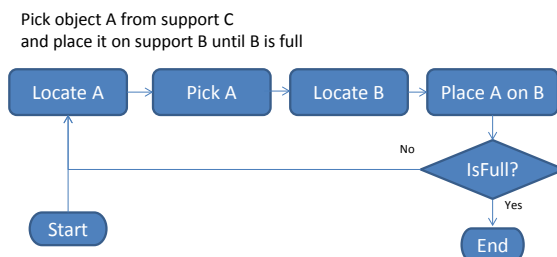 Pick object A from support C
and place it on support B until B is full
Locate A
Pick A
Locate B
Place A on B
No
IsFull?
Yes
Start
End